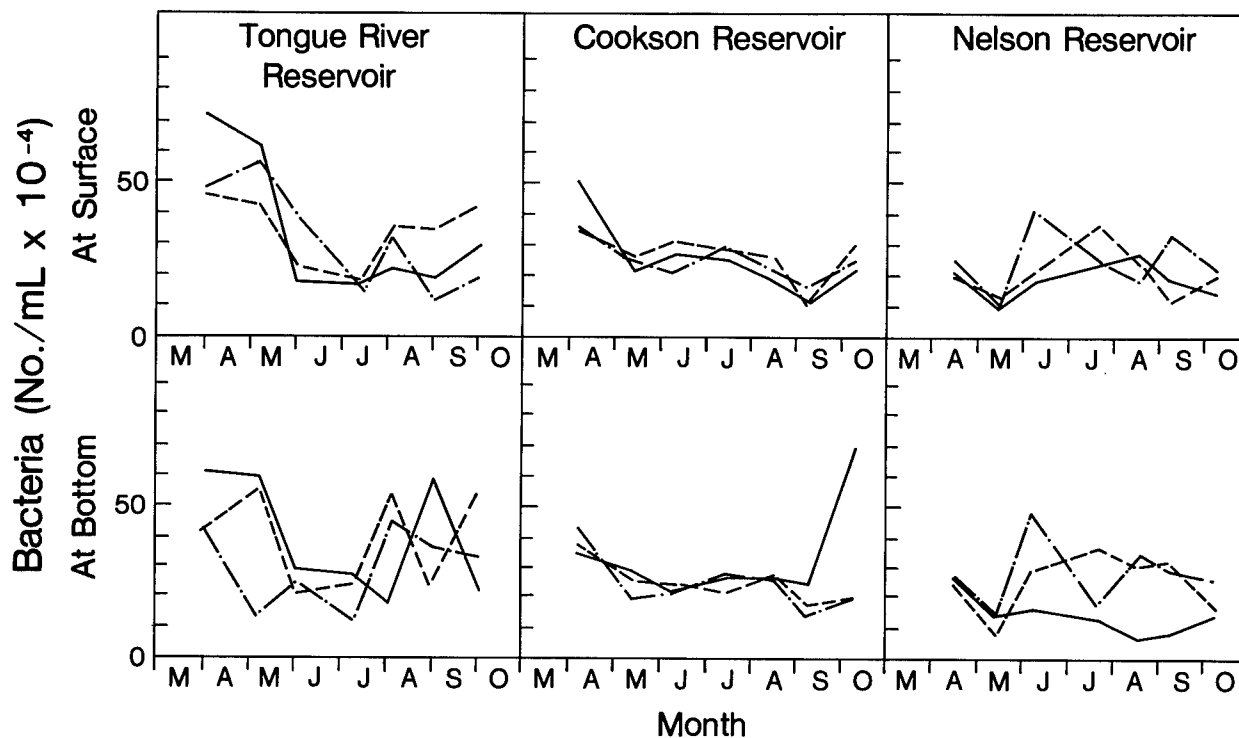 Tongue River
Reservoir
Cookson Reservoir
Nelson Reservoir
Bacteria (No./mL x 10⁻⁴)
At Surface
50
0
M A M J J A S O
M A M J J A S O
M A M J J A S O
At Bottom
50
0
M A M J J A S O
M A M J J A S O
M A M J J A S O
Month